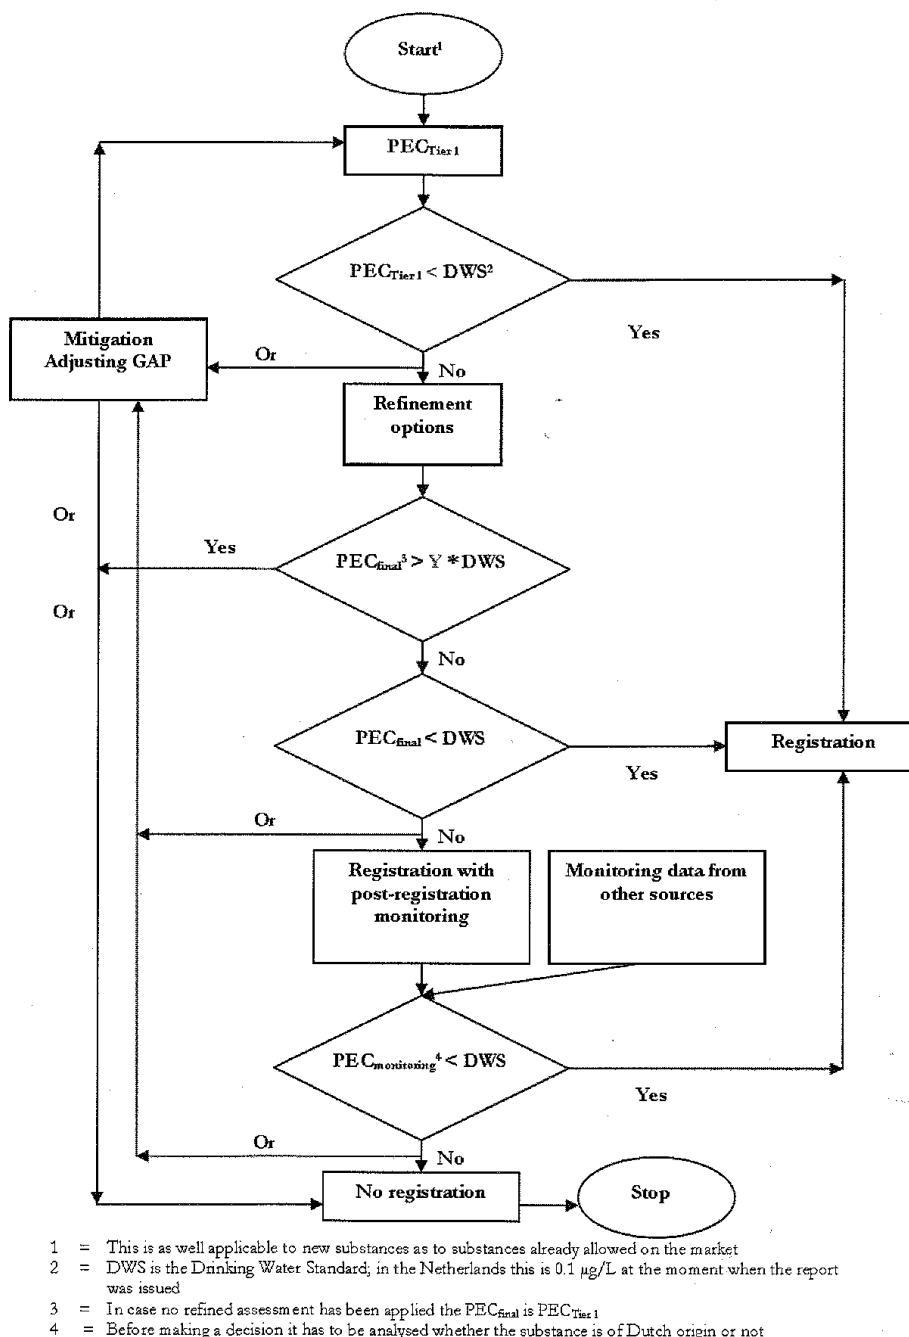 Start¹
PEC_Tier 1
PEC_Tier 1 < DWS²
Yes
Mitigation
Adjusting GAP
Or
No
Refinement
options
Or
Yes
PEC_final³ > Y * DWS
Or
No
PEC_final < DWS
Registration
Yes
Or
No
Registration with
post-registration
monitoring
Monitoring data from
other sources
PEC_monitoring⁴ < DWS
Yes
Or
No
No registration
Stop
1 = This is as well applicable to new substances as to substances already allowed on the market
2 = DWS is the Drinking Water Standard; in the Netherlands this is 0.1 µg/L at the moment when the report
was issued
3 = In case no refined assessment has been applied the PEC_final is PEC_Tier 1
4 = Before making a decision it has to be analysed whether the substance is of Dutch origin or not